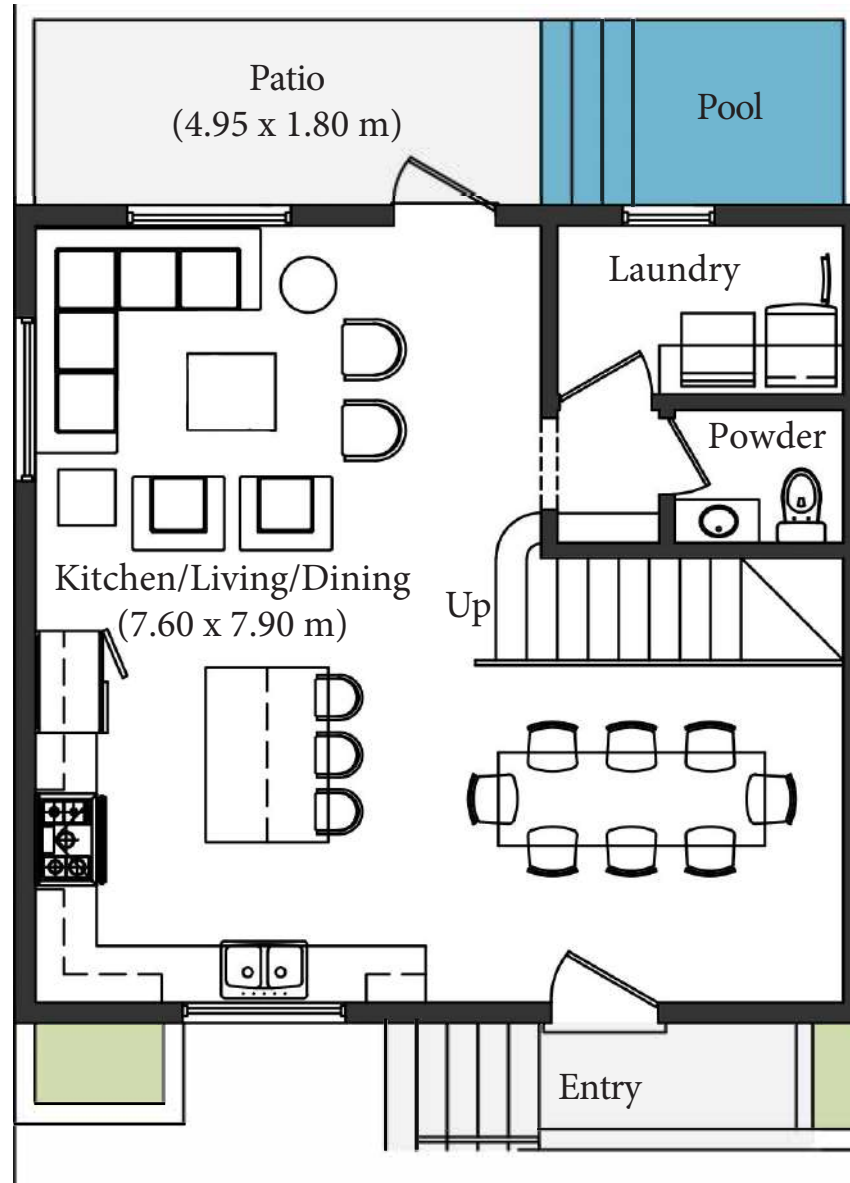 Patio
(4.95 x 1.80 m)
Pool
Laundry
Powder
Kitchen/Living/Dining
(7.60 x 7.90 m)
Up
Entry